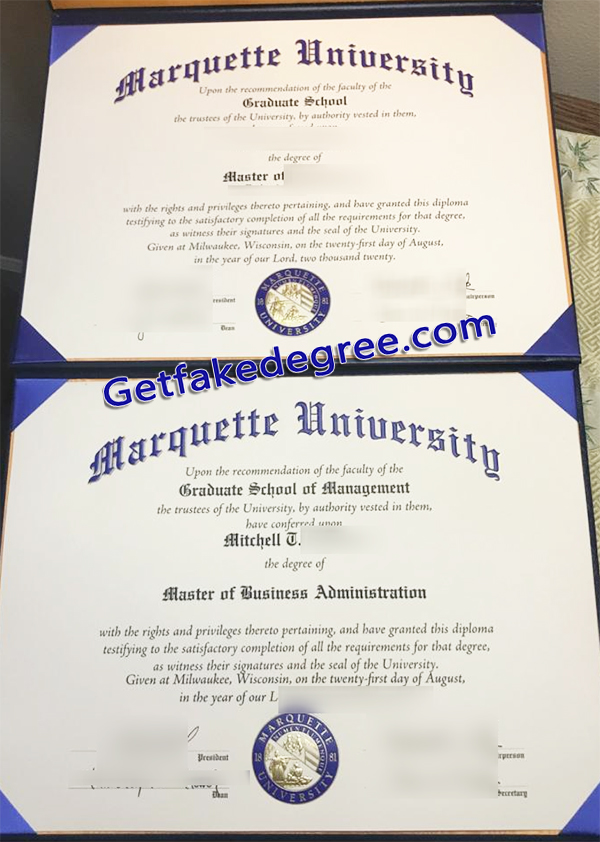 Marquette University
Upon the recommendation of the faculty of the
Graduate School
the trustees of the University, by authority vested in them,
the degree of
Master of
with the rights and privileges thereto pertaining, and have granted this diploma
testifying to the satisfactory completion of all the requirements for that degree,
as witness their signatures and the seal of the University.
Given at Milwaukee, Wisconsin, on the twenty-first day of August,
in the year of our Lord, two thousand twenty.
MARQUETTE
18 81
UNIVERSITY
Dean
Getfakedegree.com
Marquette University
Upon the recommendation of the faculty of the
Graduate School of Management
the trustees of the University, by authority vested in them,
have conferred upon
Mitchell T.
the degree of
Master of Business Administration
with the rights and privileges thereto pertaining, and have granted this diploma
testifying to the satisfactory completion of all the requirements for that degree,
as witness their signatures and the seal of the University.
Given at Milwaukee, Wisconsin, on the twenty-first day of August,
in the year of our
MARQUETTE
18 81
UNIVERSITY
President
Dean
Secretary